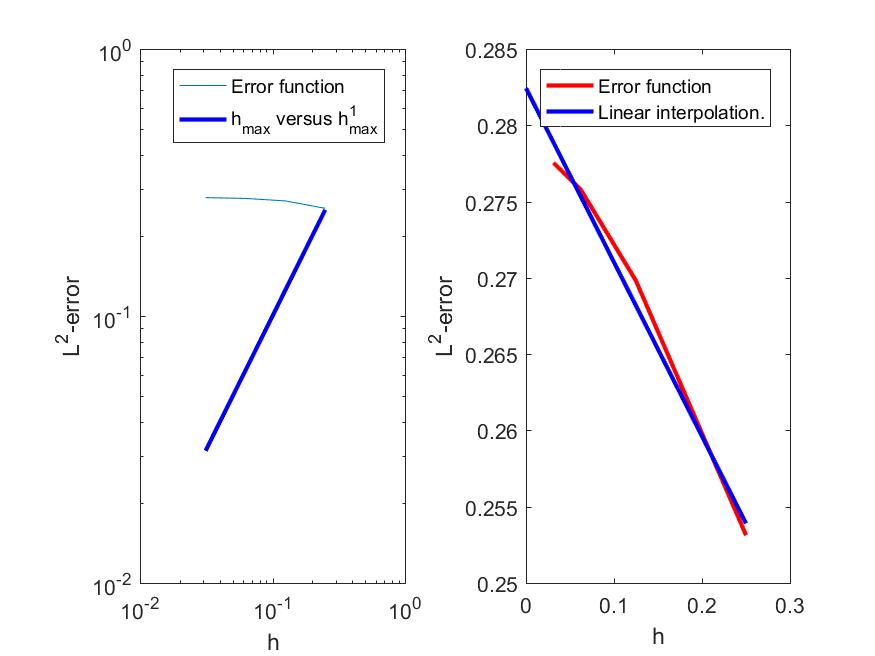 10^0
10^-1
10^-2
10^-2
10^-1
10^0
h
L^2-error
Error function
h_max versus h^1_max
0.285
0.28
0.275
0.27
0.265
0.26
0.255
0.25
0
0.1
0.2
0.3
h
L^2-error
Error function
Linear interpolation.